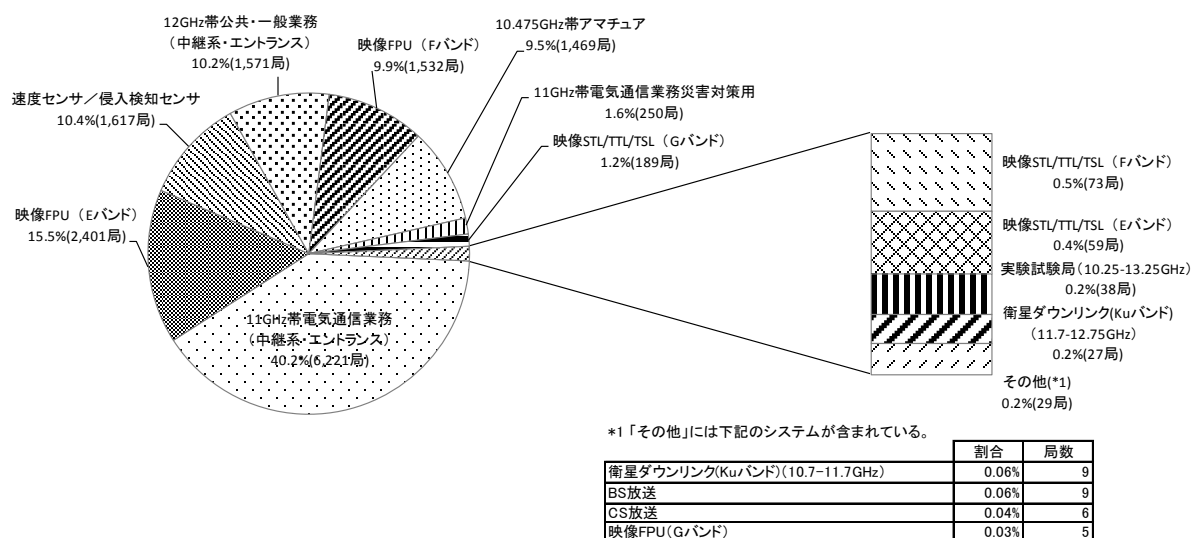 12GHz帯公共・一般業務
(中継系・エントランス)
10.2%(1,571局)
映像FPU (Fバンド)
9.9%(1,532局)
10.475GHz帯アマチュア
9.5%(1,469局)
11GHz帯電気通信業務災害対策用
1.6%(250局)
映像STL/TTL/TSL (Gバンド)
1.2%(189局)
速度センサ/侵入検知センサ
10.4%(1,617局)
映像FPU (Eバンド)
15.5%(2,401局)
11GHz帯電気通信業務
(中継系・エントランス)
40.2%(6,221局)
映像STL/TTL/TSL (Fバンド)
0.5%(73局)
映像STL/TTL/TSL (Eバンド)
0.4%(59局)
実験試験局(10.25-13.25GHz)
0.2%(38局)
衛星ダウンリンク(Kuバンド)
(11.7-12.75GHz)
0.2%(27局)
その他(*1)
0.2%(29局)
*1 「その他」には下記のシステムが含まれている。
割合 局数
衛星ダウンリンク(Kuバンド)(10.7-11.7GHz) 0.06% 9
BS放送 0.06% 9
CS放送 0.04% 6
映像FPU(Gバンド) 0.03% 5